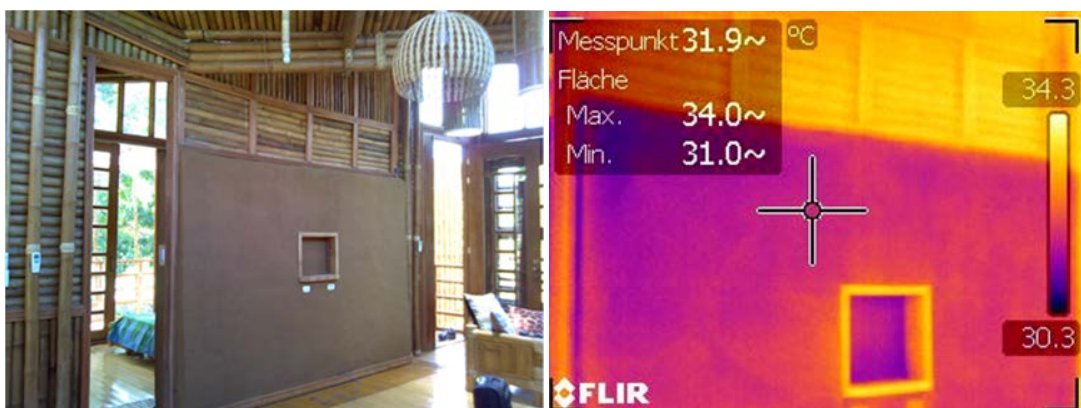 Messpunkt 31.9~ °C
Fläche
Max. 34.0~
Min. 31.0~
34.3
30.3
FLIR